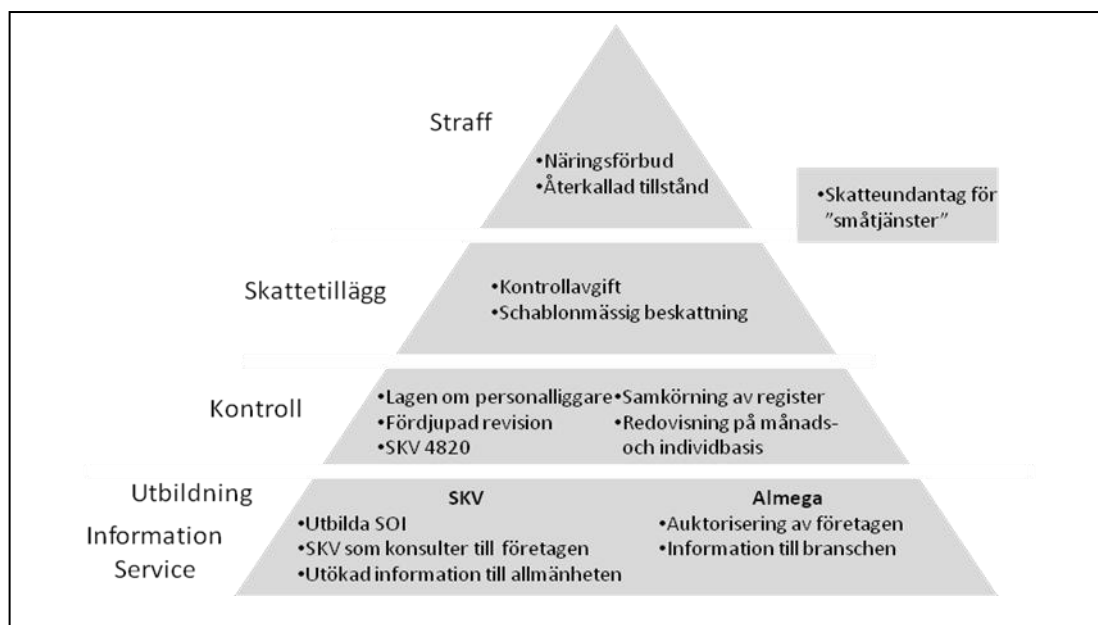 Straff
•Näringsförbud
•Återkallad tillstånd
•Skatteundantag för
"småtjänster"
Skattetillägg
•Kontrollavgift
•Schablonmässig beskattning
Kontroll
•Lagen om personalliggare
•Fördjupad revision
•SKV 4820
•Samkörning av register
•Redovisning på månads-
och individbasis
Utbildning
Information
Service
SKV
•Utbilda SOI
•SKV som konsulter till företagen
•Utökad information till allmänheten
Almega
•Auktorisering av företagen
•Information till branschen